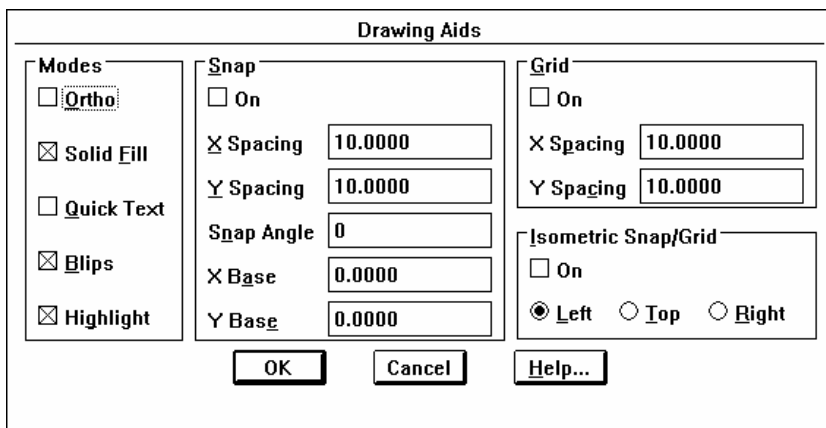 Drawing Aids
Modes
Ortho
Solid Fill
Quick Text
Blips
Highlight
Snap
On
X Spacing 10.0000
Y Spacing 10.0000
Snap Angle 0
X Base 0.0000
Y Base 0.0000
Grid
On
X Spacing 10.0000
Y Spacing 10.0000
Isometric Snap/Grid
On
Left Top Right
OK Cancel Help...